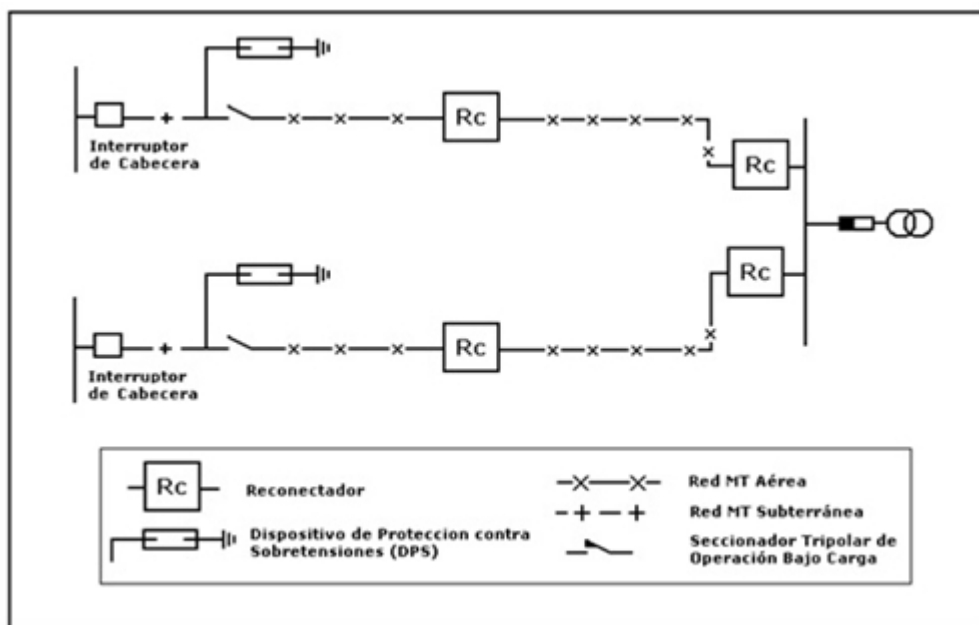 Rc
Interruptor
de Cabecera
Rc
Rc
Rc
Interruptor
de Cabecera
Rc
Reconectador
Dispositivo de Proteccion contra
Sobretensiones (DPS)
Red MT Aérea
Red MT Subterránea
Seccionador Tripolar de
Operación Bajo Carga